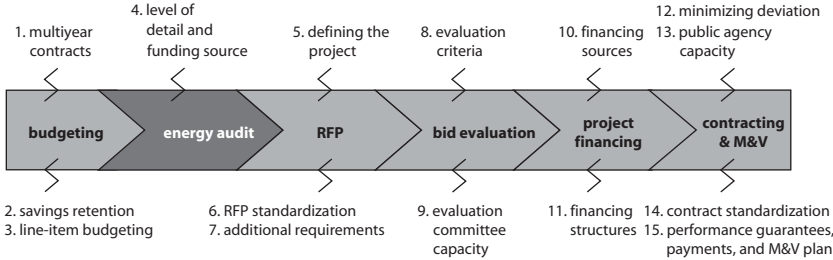 1. multiyear
contracts
4. level of
detail and
funding source
5. defining the
project
8. evaluation
criteria
10. financing
sources
12. minimizing deviation
13. public agency
capacity
budgeting
energy audit
RFP
bid evaluation
project
financing
contracting
& M&V
2. savings retention
3. line-item budgeting
6. RFP standardization
7. additional requirements
9. evaluation
committee
capacity
11. financing
structures
14. contract standardization
15. performance guarantees,
payments, and M&V plan